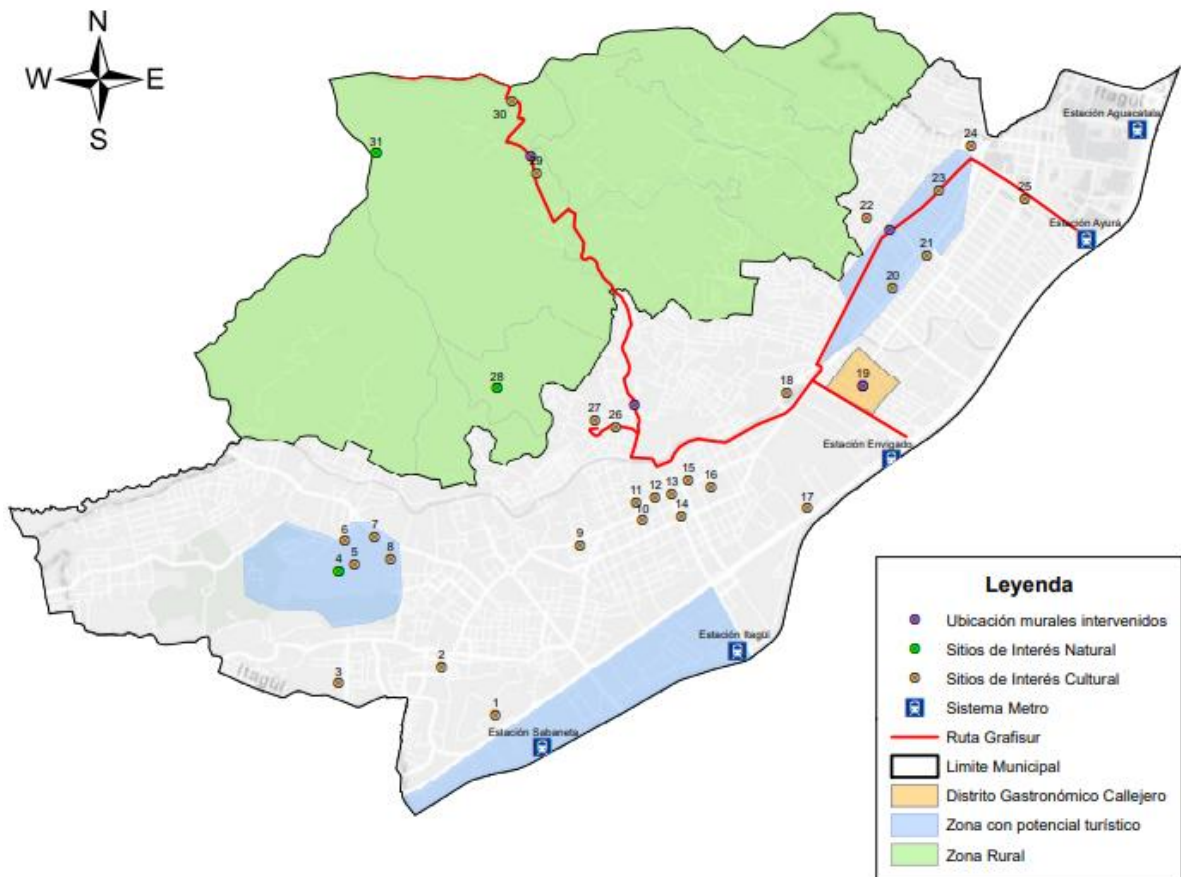 N
W E
S
Itagüí
Estación Aguacatala
24
30
31
29
23
25
22
Estación Ayurá
21
20
28
19
18
27
26
Estación Envigado
15
16
13
12
11
17
14
10
9
7
6
8
5
4
Leyenda
Ubicación murales intervenidos
Sitios de Interés Natural
Sitios de Interés Cultural
Sistema Metro
Ruta Grafisur
Limite Municipal
Distrito Gastronómico Callejero
Zona con potencial turístico
Zona Rural
Estación Itagüí
2
Itagüí
3
1
Estación Sabaneta